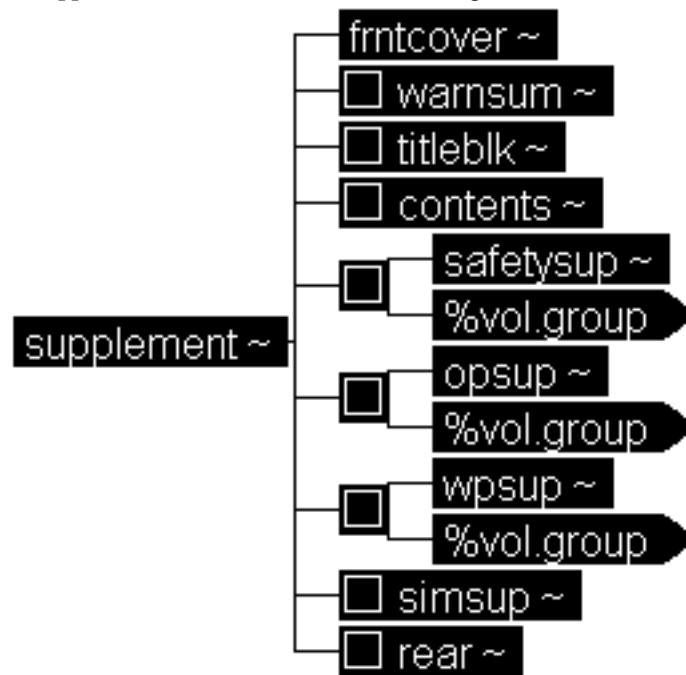 frntcover ~
warnsum ~
titleblk ~
contents ~
safetysup ~
%vol.group
supplement ~
opsup ~
%vol.group
wpsup ~
%vol.group
simsup ~
rear ~